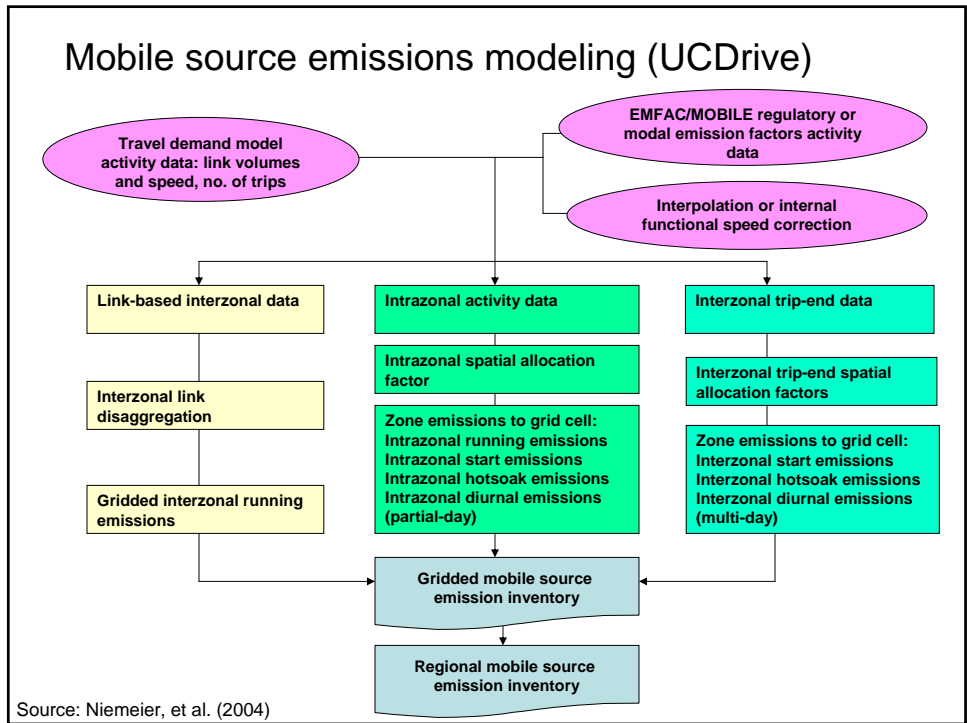 Mobile source emissions modeling (UCDrive)
Travel demand model
activity data: link volumes
and speed, no. of trips
EMFAC/MOBILE regulatory or
modal emission factors activity
data
Interpolation or internal
functional speed correction
Link-based interzonal data
Interzonal link
disaggregation
Gridded interzonal running
emissions
Intrazonal activity data
Intrazonal spatial allocation
factor
Zone emissions to grid cell:
Intrazonal running emissions
Intrazonal start emissions
Intrazonal hotsoak emissions
Intrazonal diurnal emissions
(partial-day)
Interzonal trip-end data
Interzonal trip-end spatial
allocation factors
Zone emissions to grid cell:
Interzonal start emissions
Interzonal hotsoak emissions
Interzonal diurnal emissions
(multi-day)
Gridded mobile source
emission inventory
Regional mobile source
emission inventory
Source: Niemeier, et al. (2004)